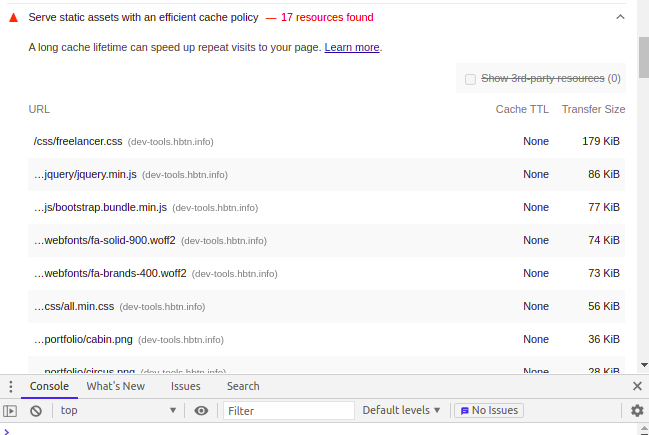 Serve static assets with an efficient cache policy — 17 resources found
A long cache lifetime can speed up repeat visits to your page. Learn more.
Show 3rd-party resources (0)
URL Cache TTL Transfer Size
/css/freelancer.css (dev-tools.hbtn.info) None 179 KiB
…jquery/jquery.min.js (dev-tools.hbtn.info) None 86 KiB
…js/bootstrap.bundle.min.js (dev-tools.hbtn.info) None 77 KiB
…webfonts/fa-solid-900.woff2 (dev-tools.hbtn.info) None 74 KiB
…webfonts/fa-brands-400.woff2 (dev-tools.hbtn.info) None 73 KiB
…css/all.min.css (dev-tools.hbtn.info) None 56 KiB
…portfolio/cabin.png (dev-tools.hbtn.info) None 36 KiB
…portfolio/circus.png (dev-tools.hbtn.info) None 28 KiB
Console What's New Issues Search
top Filter Default levels No Issues